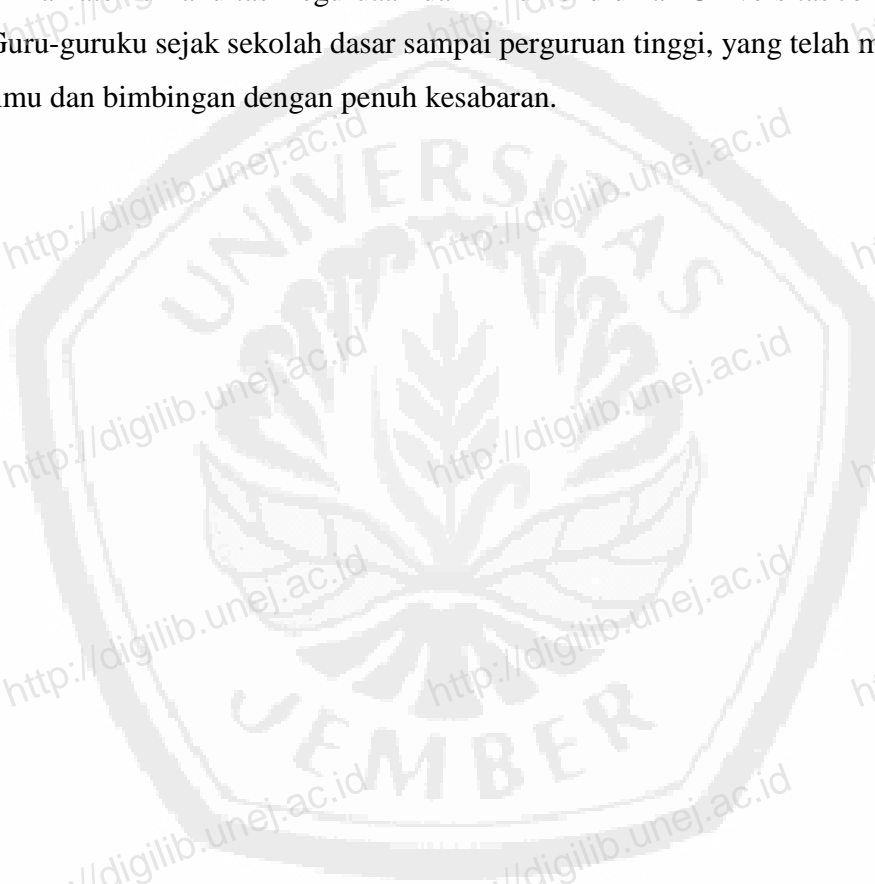 Guru-guruku sejak sekolah dasar sampai perguruan tinggi, yang telah
dan bimbingan dengan penuh kesabaran.
UNIVERSITAS
JEMBER
http://digilib.unej.ac.id
http://digilib.unej.ac.id
http://digilib.unej.ac.id
http://digilib.unej.ac.id
http://digilib.unej.ac.id
http://digilib.unej.ac.id
http://digilib.unej.ac.id
http://digilib.unej.ac.id